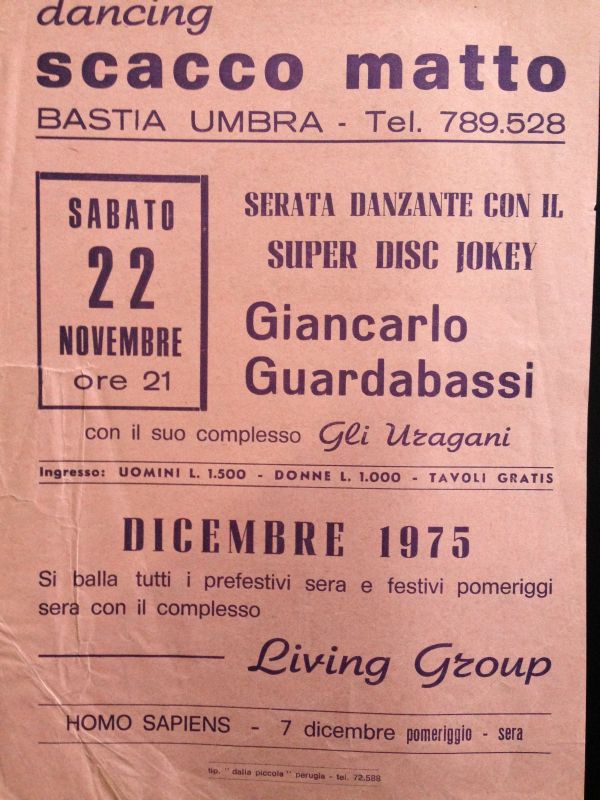 dancing
scacco matto
BASTIA UMBRA - Tel. 789.528
SABATO
22
NOVEMBRE
ore 21
SERATA DANZANTE CON IL
SUPER DISC JOKEY
Giancarlo
Guardabassi
con il suo complesso Gli Uragani
Ingresso: UOMINI L. 1.500 - DONNE L. 1.000 - TAVOLI GRATIS
DICEMBRE 1975
Si balla tutti i prefestivi sera e festivi pomeriggi
sera con il complesso
Living Group
HOMO SAPIENS - 7 dicembre pomeriggio - sera
tip. " dalla piccola " perugia - tel. 72.588